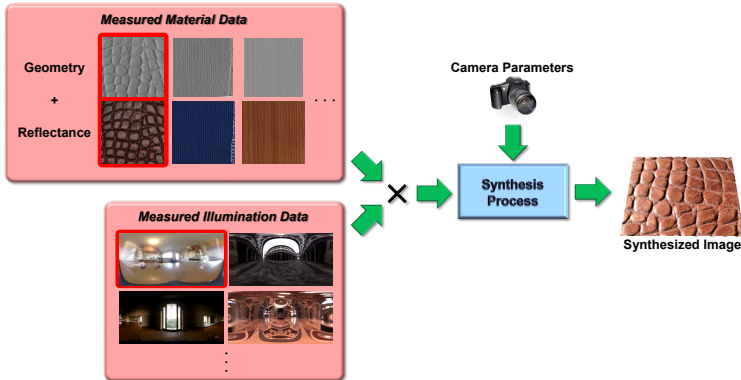 Measured Material Data
Geometry
+
Reflectance
. . .
Camera Parameters
×
Synthesis
Process
Synthesized Image
Measured Illumination Data
. . .